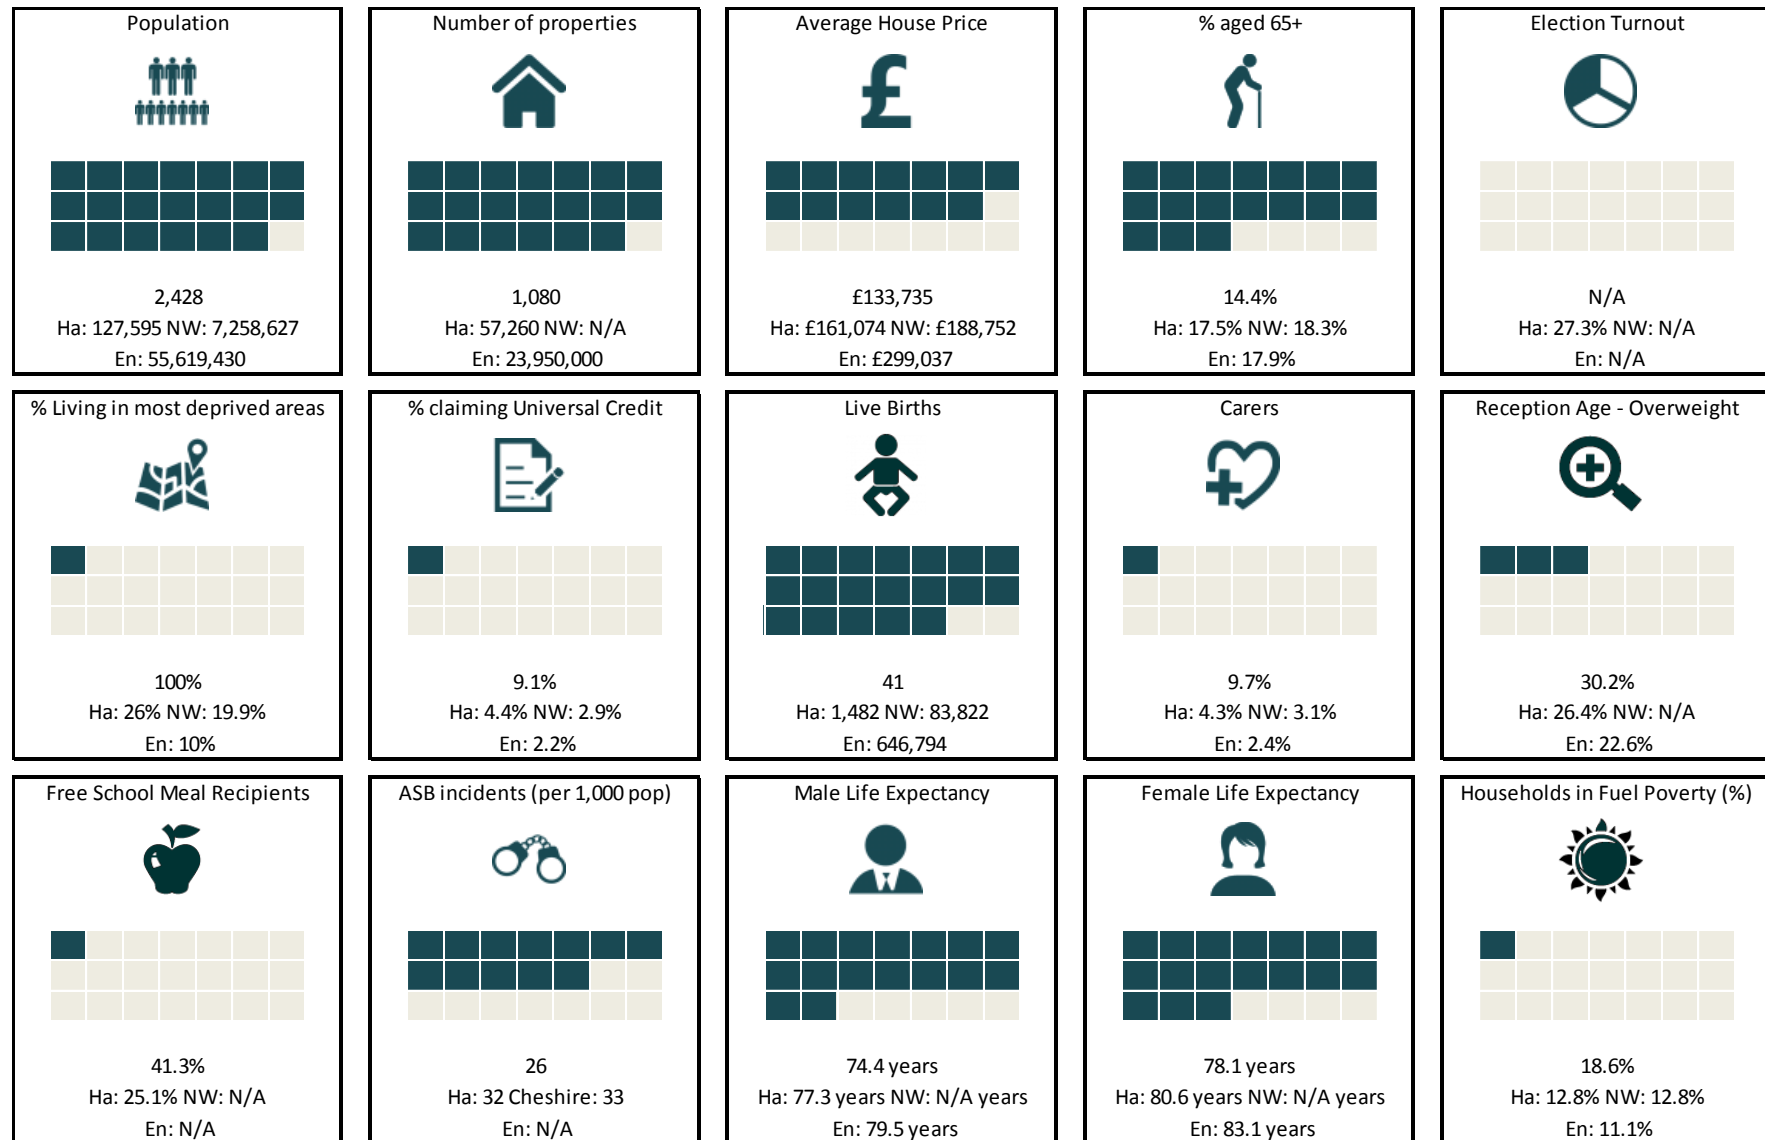 Population
2,428
Ha: 127,595 NW: 7,258,627
En: 55,619,430
Number of properties
1,080
Ha: 57,260 NW: N/A
En: 23,950,000
Average House Price
£
£133,735
Ha: £161,074 NW: £188,752
En: £299,037
% aged 65+
14.4%
Ha: 17.5% NW: 18.3%
En: 17.9%
Election Turnout
N/A
Ha: 27.3% NW: N/A
En: N/A
% Living in most deprived areas
100%
Ha: 26% NW: 19.9%
En: 10%
% claiming Universal Credit
9.1%
Ha: 4.4% NW: 2.9%
En: 2.2%
Live Births
41
Ha: 1,482 NW: 83,822
En: 646,794
Carers
9.7%
Ha: 4.3% NW: 3.1%
En: 2.4%
Reception Age - Overweight
30.2%
Ha: 26.4% NW: N/A
En: 22.6%
Free School Meal Recipients
41.3%
Ha: 25.1% NW: N/A
En: N/A
ASB incidents (per 1,000 pop)
26
Ha: 32 Cheshire: 33
En: N/A
Male Life Expectancy
74.4 years
Ha: 77.3 years NW: N/A years
En: 79.5 years
Female Life Expectancy
78.1 years
Ha: 80.6 years NW: N/A years
En: 83.1 years
Households in Fuel Poverty (%)
18.6%
Ha: 12.8% NW: 12.8%
En: 11.1%